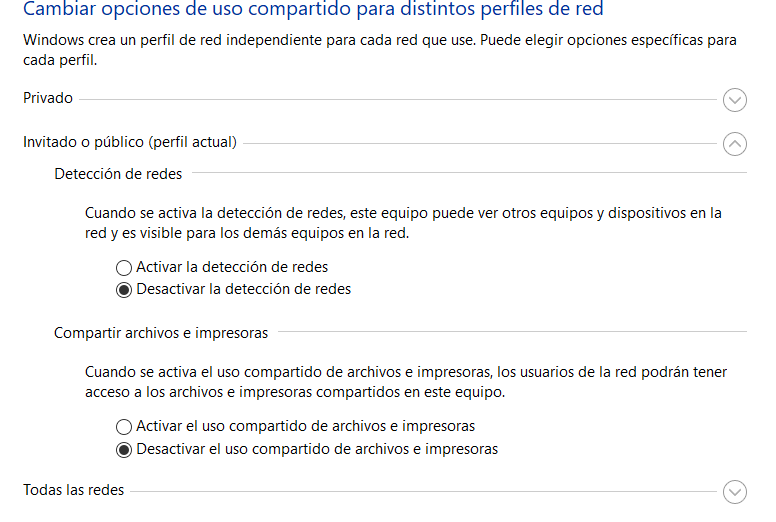 Cambiar opciones de uso compartido para distintos perfiles de red
Windows crea un perfil de red independiente para cada red que use. Puede elegir opciones específicas para
cada perfil.
Privado
Invitado o público (perfil actual)
Detección de redes
Cuando se activa la detección de redes, este equipo puede ver otros equipos y dispositivos en la
red y es visible para los demás equipos en la red.
Activar la detección de redes
Desactivar la detección de redes
Compartir archivos e impresoras
Cuando se activa el uso compartido de archivos e impresoras, los usuarios de la red podrán tener
acceso a los archivos e impresoras compartidos en este equipo.
Activar el uso compartido de archivos e impresoras
Desactivar el uso compartido de archivos e impresoras
Todas las redes